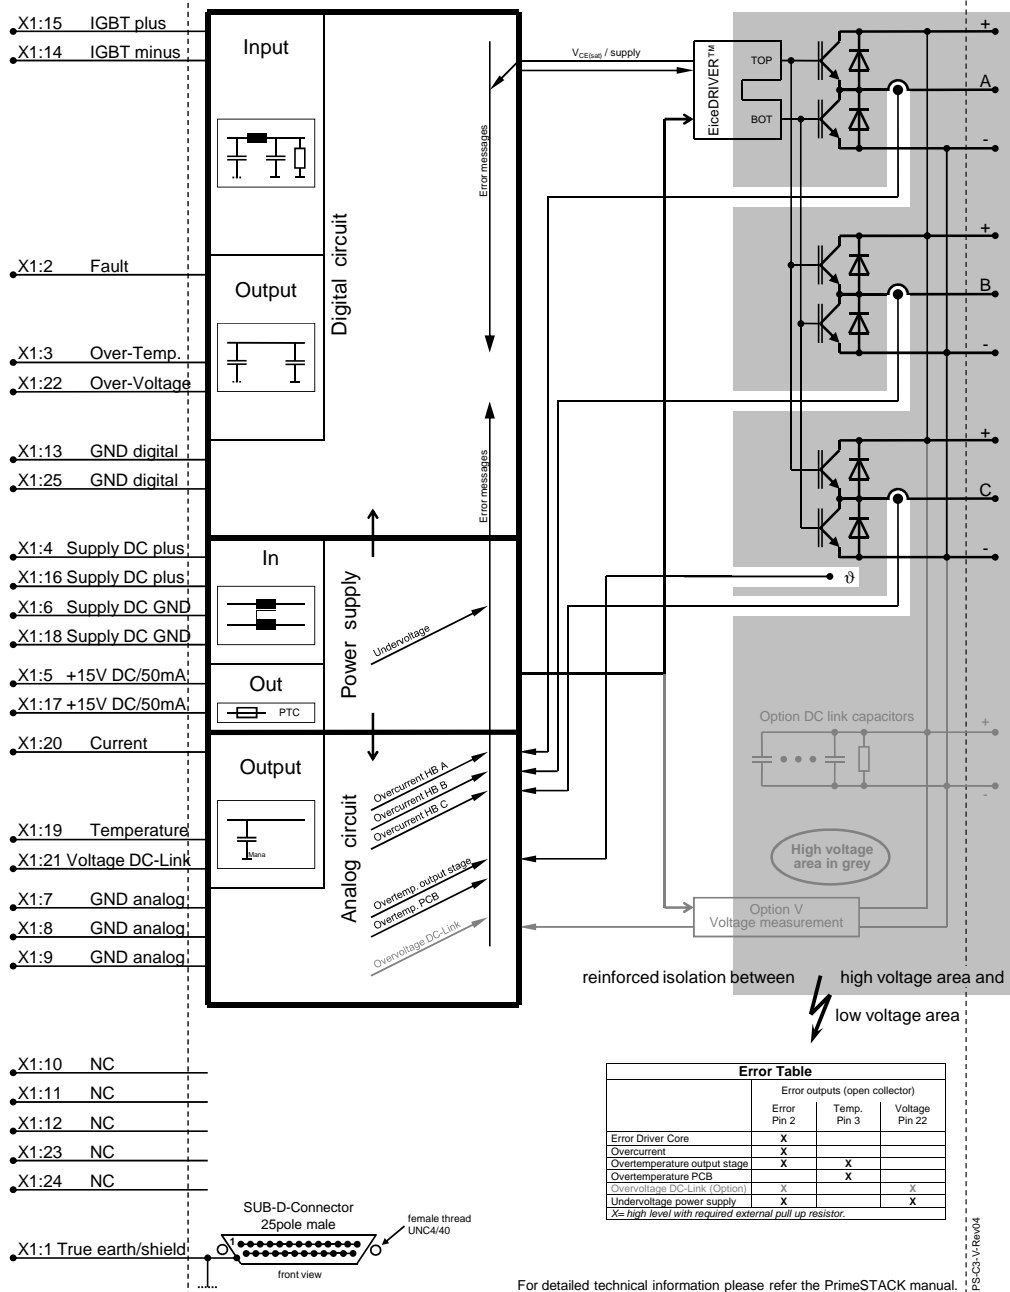 X1:15 IGBT plus
X1:14 IGBT minus
Input
Digital circuit
Error messages
V CE(sat) / supply
EiceDRIVER™
TOP
BOT
+
A
-
X1:2 Fault
Output
+
B
-
X1:3 Over-Temp.
X1:22 Over-Voltage
X1:13 GND digital
X1:25 GND digital
Error messages
+
C
-
X1:4 Supply DC plus
X1:16 Supply DC plus
X1:6 Supply DC GND
X1:18 Supply DC GND
In
Power supply
Undervoltage
ϑ
X1:5 +15V DC/50mA
X1:17 +15V DC/50mA
Out
PTC
X1:20 Current
Output
Analog circuit
Mana
Overcurrent HB A
Overcurrent HB B
Overcurrent HB C
Option DC link capacitors
+
-
X1:19 Temperature
X1:21 Voltage DC-Link
High voltage
area in grey
Overtemp. output stage
Overtemp. PCB
Overvoltage DC-Link
X1:7 GND analog
X1:8 GND analog
X1:9 GND analog
Option V
Voltage measurement
reinforced isolation between high voltage area and
low voltage area
X1:10 NC
X1:11 NC
X1:12 NC
X1:23 NC
X1:24 NC
Error Table
Error outputs (open collector)
Error Temp. Voltage
Pin 2 Pin 3 Pin 22
Error Driver Core X
Overcurrent X
Overtemperature output stage X X
Overtemperature PCB X
Overvoltage DC-Link (Option) X X
Undervoltage power supply X X
X= high level with required external pull up resistor.
SUB-D-Connector
25pole male
1
female thread
UNC4/40
front view
X1:1 True earth/shield
For detailed technical information please refer the PrimeSTACK manual.
PS-C3-V-Rev04